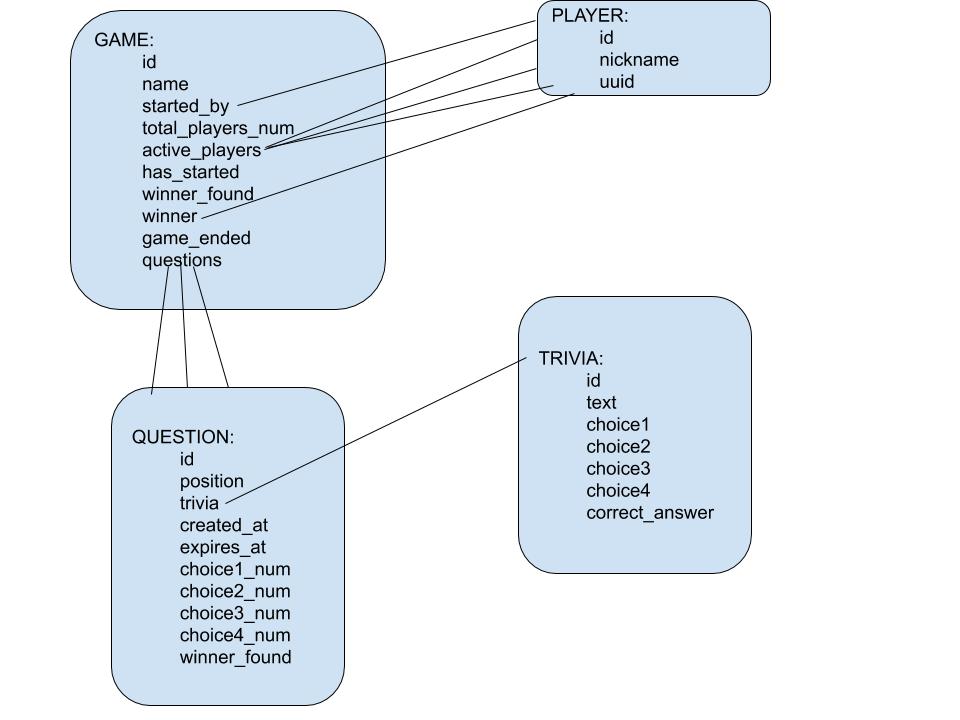 GAME:
id
name
started_by
total_players_num
active_players
has_started
winner_found
winner
game_ended
questions
PLAYER:
id
nickname
uuid
QUESTION:
id
position
trivia
created_at
expires_at
choice1_num
choice2_num
choice3_num
choice4_num
winner_found
TRIVIA:
id
text
choice1
choice2
choice3
choice4
correct_answer